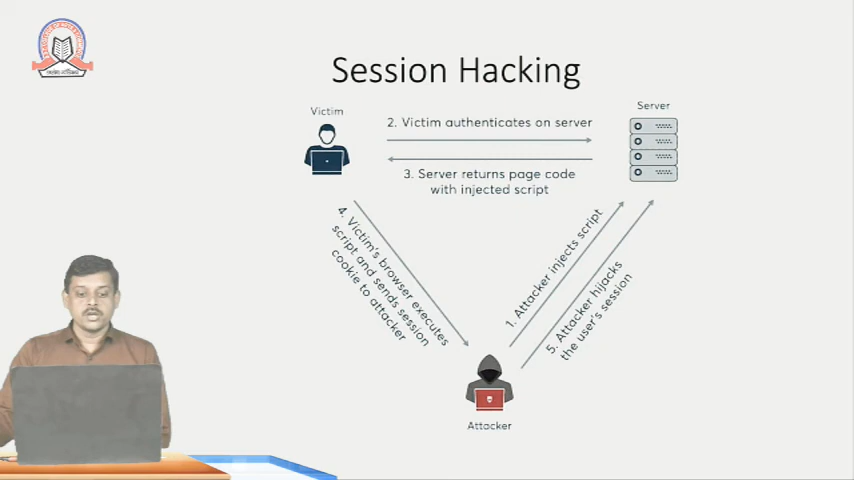 Session Hacking
Victim
Server
2. Victim authenticates on server
3. Server returns page code
with injected script
4. Victim's browser executes
script and sends session
cookie to attacker
1. Attacker injects script
5. Attacker hijacks
the user's session
Attacker